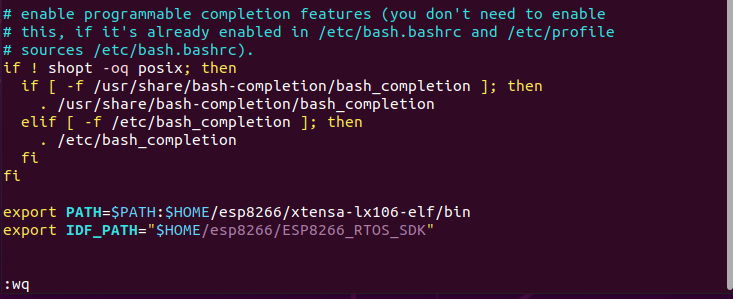 # enable programmable completion features (you don't need to enable
# this, if it's already enabled in /etc/bash.bashrc and /etc/profile
# sources /etc/bash.bashrc).
if ! shopt -oq posix; then
  if [ -f /usr/share/bash-completion/bash_completion ]; then
    . /usr/share/bash-completion/bash_completion
  elif [ -f /etc/bash_completion ]; then
    . /etc/bash_completion
  fi
fi

export PATH=$PATH:$HOME/esp8266/xtensa-lx106-elf/bin
export IDF_PATH="$HOME/esp8266/ESP8266_RTOS_SDK"

:wq